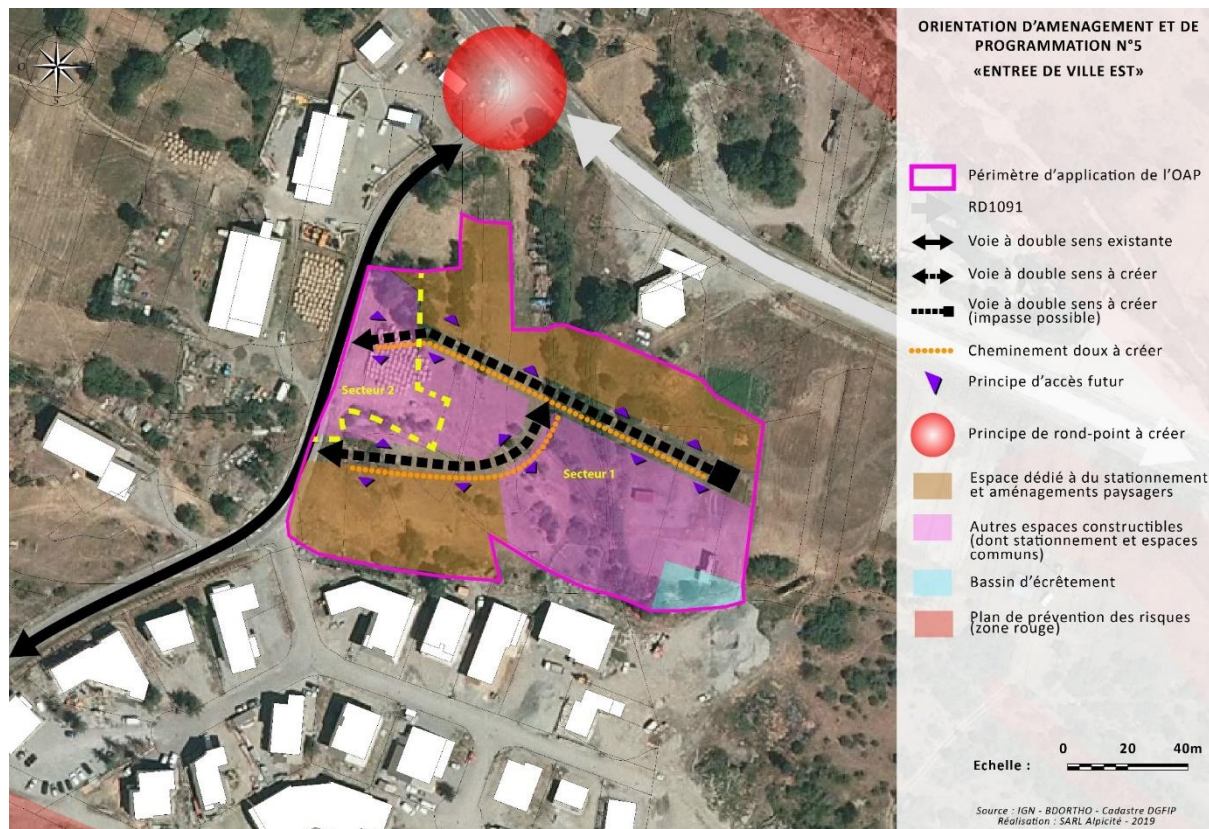 ORIENTATION D'AMENAGEMENT ET DE
PROGRAMMATION N°5
«ENTREE DE VILLE EST»
Périmètre d'application de l'OAP
RD1091
Voie à double sens existante
Voie à double sens à créer
Voie à double sens à créer
(impasse possible)
Cheminement doux à créer
Principe d'accès futur
Principe de rond-point à créer
Espace dédié à du stationnement
et aménagements paysagers
Autres espaces constructibles
(dont stationnement et espaces
communs)
Bassin d'écrêtement
Plan de prévention des risques
(zone rouge)
Echelle :
0 20 40m
Source : IGN - BDORTHO - Cadastre DGFIP
Réalisation : SARL Alpicité - 2019
Secteur 2
Secteur 1
N
O
E
S